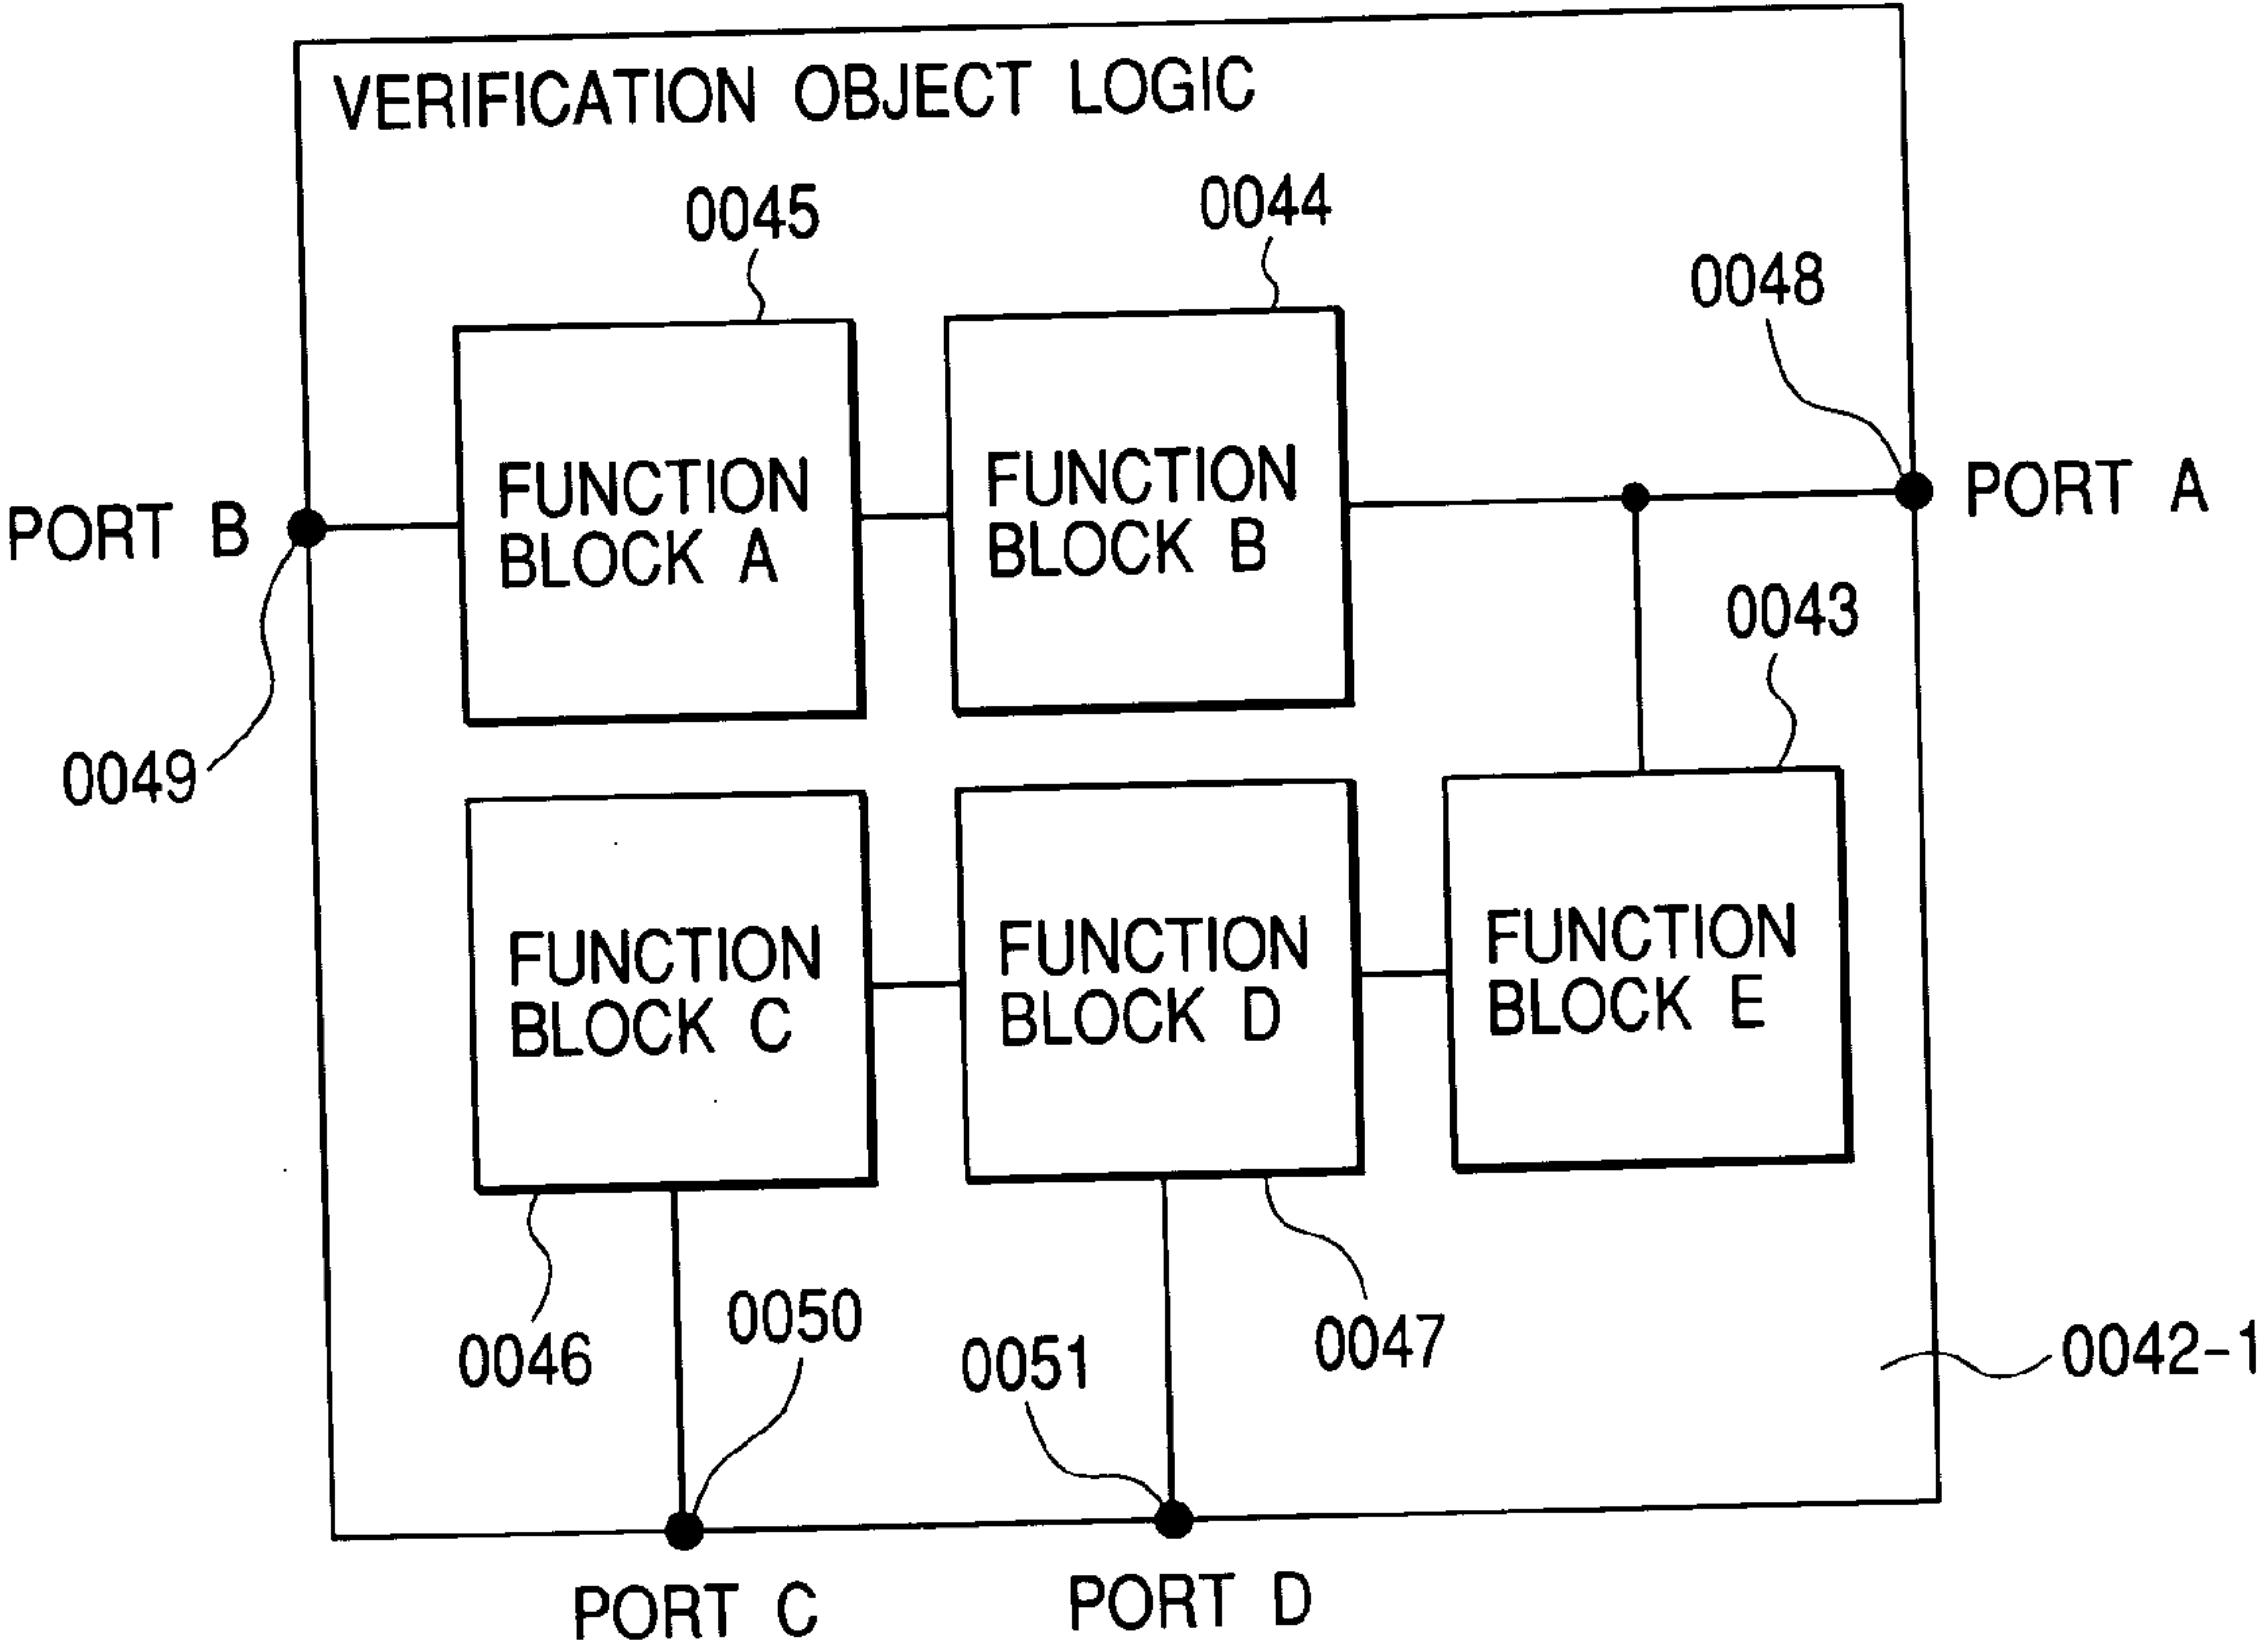 VERIFICATION OBJECT LOGIC
0045
0044
0048
FUNCTION
BLOCK A
FUNCTION
BLOCK B
PORT B
PORT A
0043
0049
FUNCTION
BLOCK C
FUNCTION
BLOCK D
FUNCTION
BLOCK E
0046
0050
0051
0047
0042-1
PORT C
PORT D